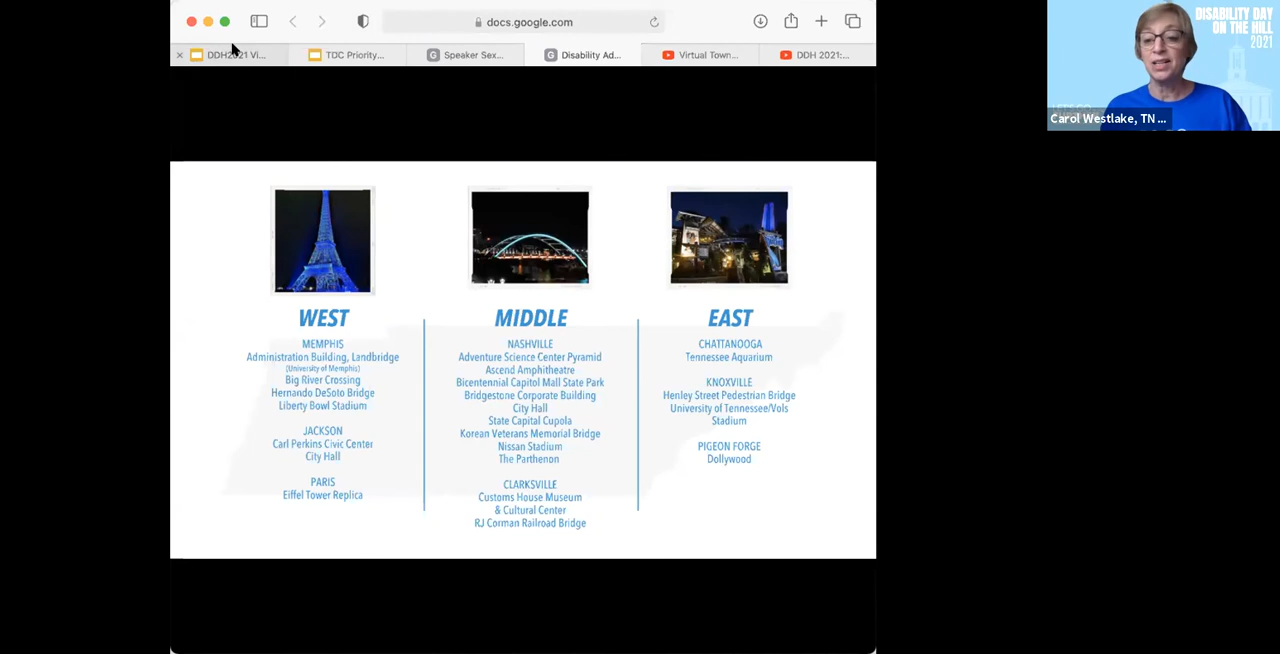 docs.google.com
DDH2021 Vi...
TDC Priority...
Speaker Sex...
Disability Ad...
Virtual Town...
DDH 2021:...
DISABILITY DAY
ON THE HILL
2021
Carol Westlake, TN ...
WEST
MEMPHIS
Administration Building, Landbridge
(University of Memphis)
Big River Crossing
Hernando DeSoto Bridge
Liberty Bowl Stadium
JACKSON
Carl Perkins Civic Center
City Hall
PARIS
Eiffel Tower Replica
MIDDLE
NASHVILLE
Adventure Science Center Pyramid
Ascend Amphitheatre
Bicentennial Capitol Mall State Park
Bridgestone Corporate Building
City Hall
State Capital Cupola
Korean Veterans Memorial Bridge
Nissan Stadium
The Parthenon
CLARKSVILLE
Customs House Museum
& Cultural Center
RJ Corman Railroad Bridge
EAST
CHATTANOOGA
Tennessee Aquarium
KNOXVILLE
Henley Street Pedestrian Bridge
University of Tennessee/Vols
Stadium
PIGEON FORGE
Dollywood